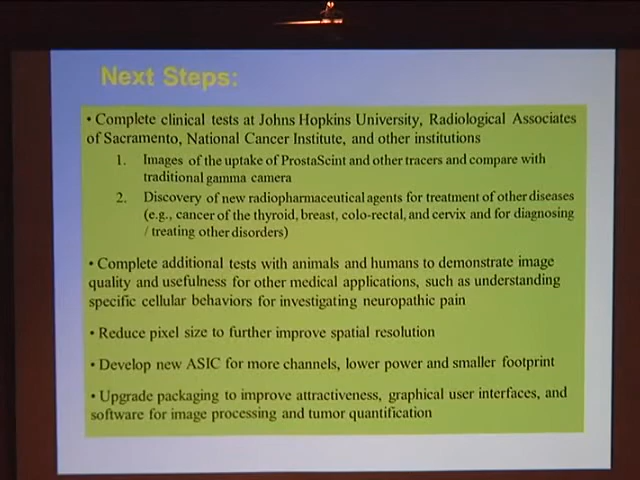 Next Steps:
• Complete clinical tests at Johns Hopkins University, Radiological Associates
of Sacramento, National Cancer Institute, and other institutions
1. Images of the uptake of ProstaScint and other tracers and compare with
traditional gamma camera
2. Discovery of new radiopharmaceutical agents for treatment of other diseases
(e.g., cancer of the thyroid, breast, colo-rectal, and cervix and for diagnosing
/ treating other disorders)
• Complete additional tests with animals and humans to demonstrate image
quality and usefulness for other medical applications, such as understanding
specific cellular behaviors for investigating neuropathic pain
• Reduce pixel size to further improve spatial resolution
• Develop new ASIC for more channels, lower power and smaller footprint
• Upgrade packaging to improve attractiveness, graphical user interfaces, and
software for image processing and tumor quantification